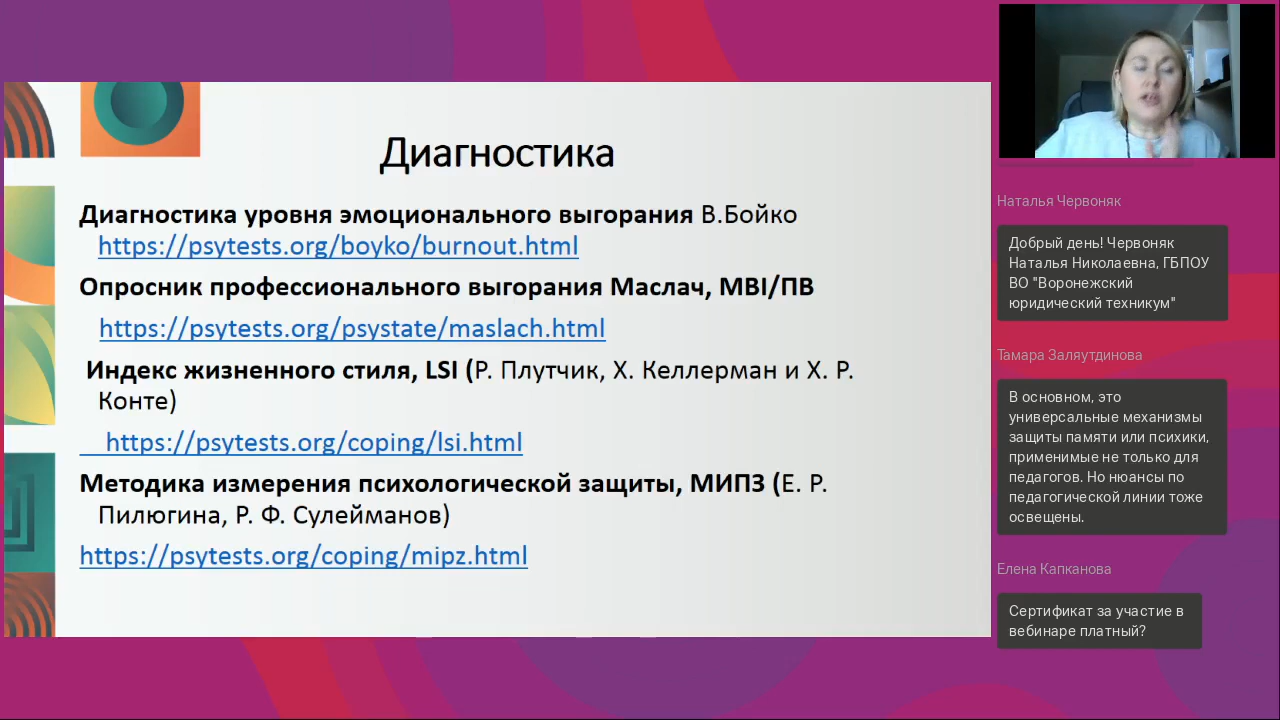 Диагностика
Диагностика уровня эмоционального выгорания В.Бойко
https://psytests.org/boyko/burnout.html
Опросник профессионального выгорания Маслач, MBI/ПВ
https://psytests.org/psystate/maslach.html
Индекс жизненного стиля, LSI (Р. Плутчик, Х. Келлерман и Х. Р.
Конте)
https://psytests.org/coping/lsi.html
Методика измерения психологической защиты, МИПЗ (Е. Р.
Пилюгина, Р. Ф. Сулейманов)
https://psytests.org/coping/mipz.html
Наталья Червоняк
Добрый день! Червоняк
Наталья Николаевна, ГБПОУ
ВО "Воронежский
юридический техникум"
Тамара Заляутдинова
В основном, это
универсальные механизмы
защиты памяти или психики,
применимые не только для
педагогов. Но нюансы по
педагогической линии тоже
освещены.
Елена Капканова
Сертификат за участие в
вебинаре платный?